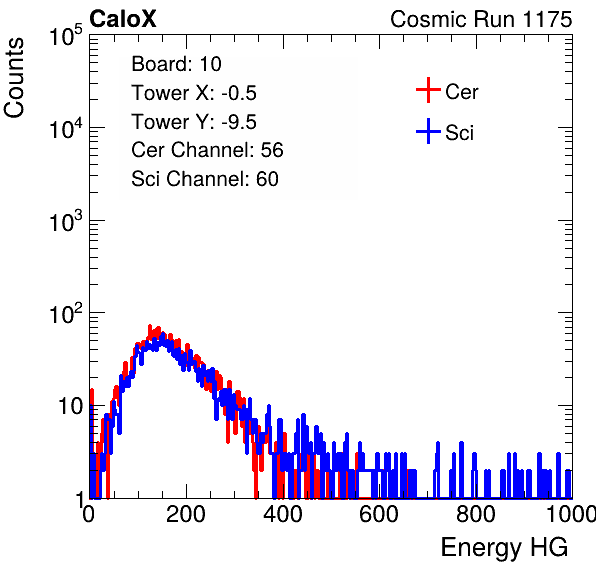 CaloX
Cosmic Run 1175
Counts
10^5
10^4
10^3
10^2
10
1
Board: 10
Tower X: -0.5
Tower Y: -9.5
Cer Channel: 56
Sci Channel: 60
Cer
Sci
0 200 400 600 800 1000
Energy HG